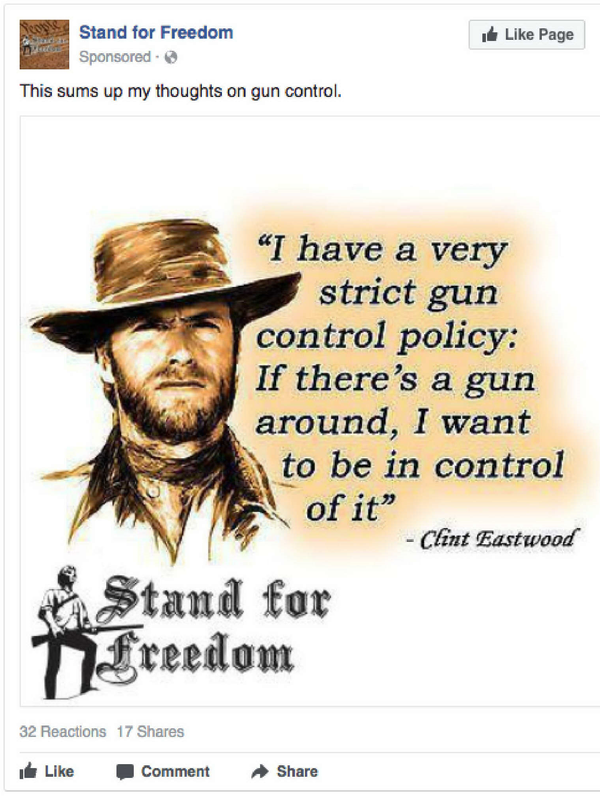 Stand for Freedom
Like Page
Sponsored ·
This sums up my thoughts on gun control.
“I have a very
strict gun
control policy:
If there’s a gun
around, I want
to be in control
of it”
- Clint Eastwood
Stand for
Freedom
32 Reactions 17 Shares
Like Comment Share